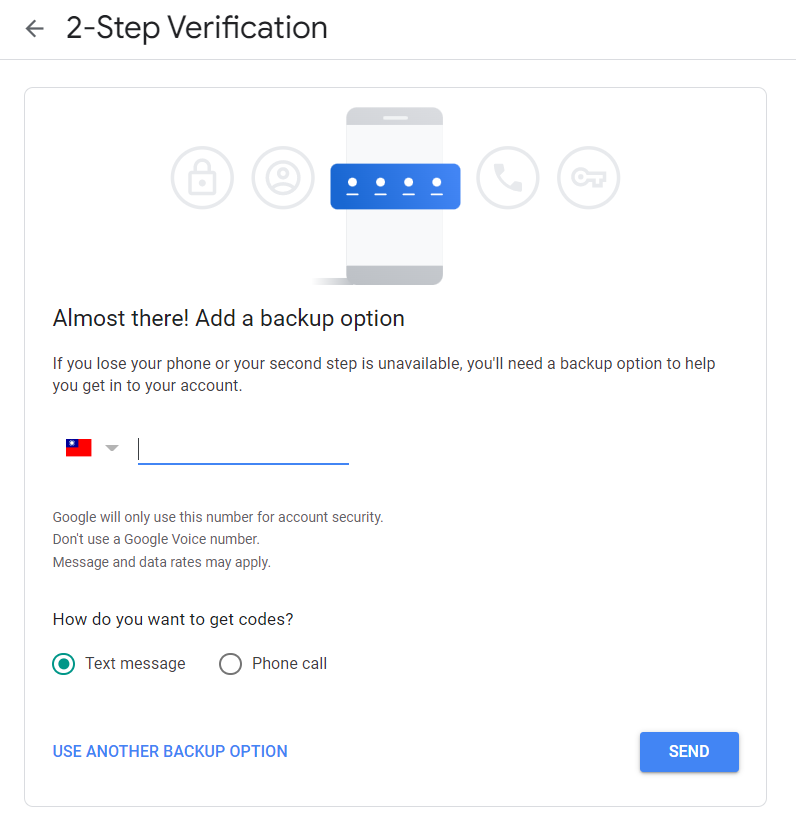 2-Step Verification
Almost there! Add a backup option
If you lose your phone or your second step is unavailable, you'll need a backup option to help
you get in to your account.
Google will only use this number for account security.
Don't use a Google Voice number.
Message and data rates may apply.
How do you want to get codes?
Text message
Phone call
USE ANOTHER BACKUP OPTION
SEND